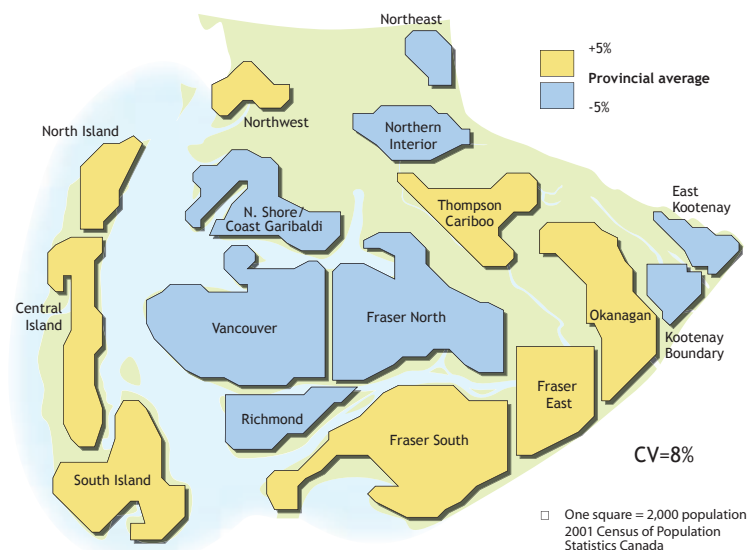 Northeast
+5%
Provincial average
-5%
Northwest
North Island
Northern
Interior
East
Kootenay
Thompson
Cariboo
N. Shore/
Coast Garibaldi
Central
Island
Vancouver
Fraser North
Okanagan
Kootenay
Boundary
Fraser
East
Richmond
Fraser South
CV=8%
South Island
One square = 2,000 population
2001 Census of Population
Statistics Canada